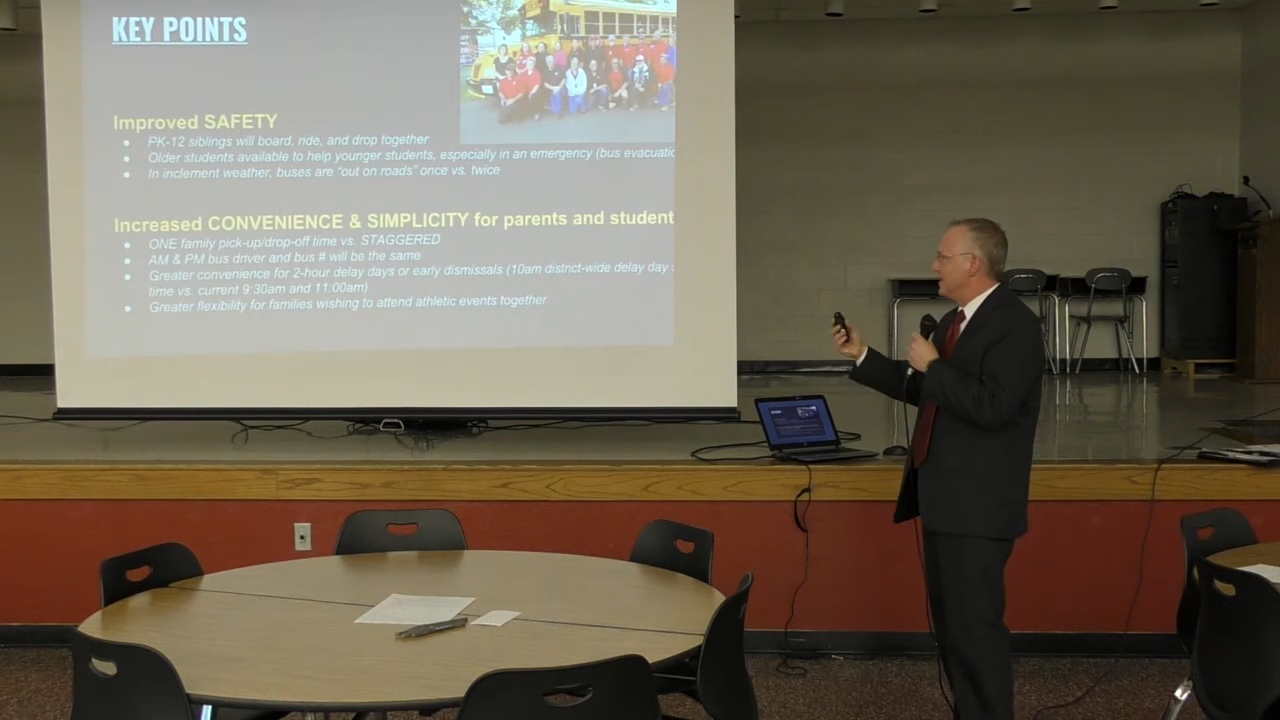 KEY POINTS
Improved SAFETY
PK-12 siblings will board, ride, and drop together
Older students available to help younger students, especially in an emergency (bus evacuatio
In inclement weather, buses are “out on roads” once vs. twice
Increased CONVENIENCE & SIMPLICITY for parents and student
ONE family pick-up/drop-off time vs. STAGGERED
AM & PM bus driver and bus # will be the same
Greater convenience for 2-hour delay days or early dismissals (10am district-wide delay day
time vs. current 9:30am and 11:00am)
Greater flexibility for families wishing to attend athletic events together